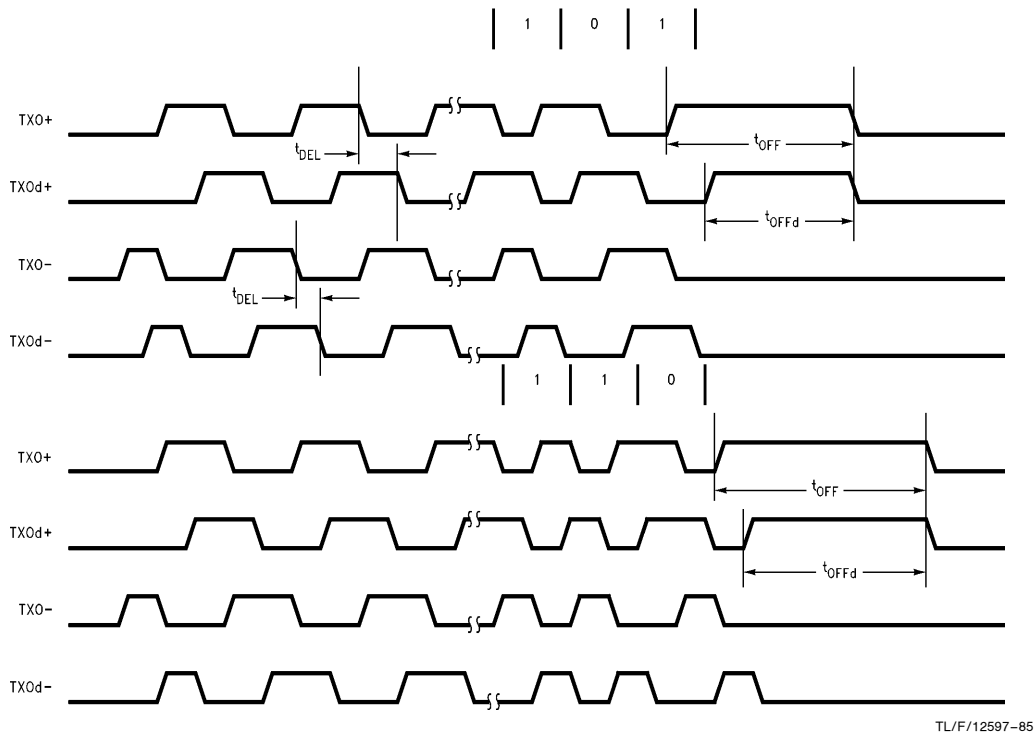 1 0 1
TXO+
tOFF
tDEL
TXOd+
tOFFd
TXO−
tDEL
TXOd−
1 1 0
TXO+
tOFF
TXOd+
tOFFd
TXO−
TXOd−
TL/F/12597–85